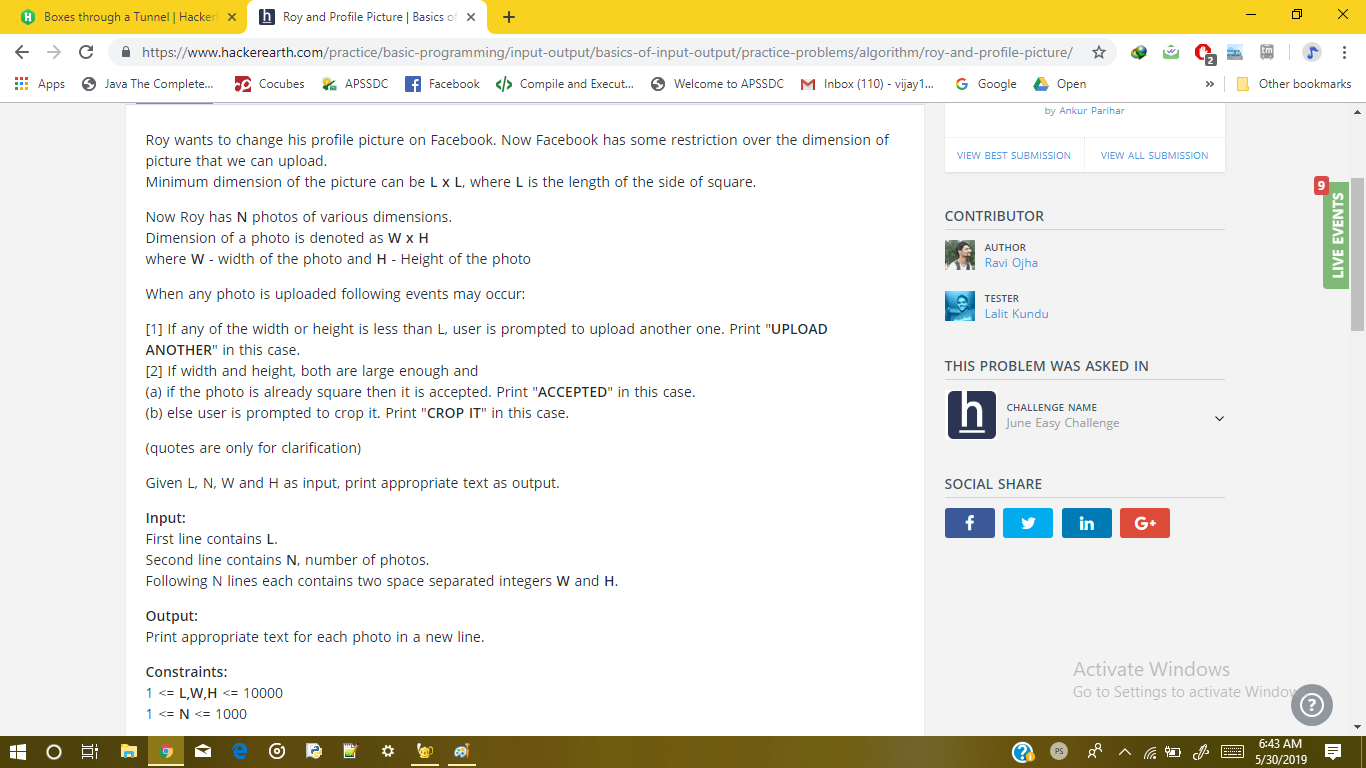 Boxes through a Tunnel | Hacker
Roy and Profile Picture | Basics of
https://www.hackerearth.com/practice/basic-programming/input-output/basics-of-input-output/practice-problems/algorithm/roy-and-profile-picture/
2
Apps
Java The Complete...
Cocubes
APSSDC
Facebook
Compile and Execut...
Welcome to APSSDC
Inbox (110) - vijay1...
Google
Open
»
Other bookmarks
Roy wants to change his profile picture on Facebook. Now Facebook has some restriction over the dimension of
picture that we can upload.
Minimum dimension of the picture can be L x L, where L is the length of the side of square.
Now Roy has N photos of various dimensions.
Dimension of a photo is denoted as W x H
where W - width of the photo and H - Height of the photo
When any photo is uploaded following events may occur:
[1] If any of the width or height is less than L, user is prompted to upload another one. Print "UPLOAD
ANOTHER" in this case.
[2] If width and height, both are large enough and
(a) if the photo is already square then it is accepted. Print "ACCEPTED" in this case.
(b) else user is prompted to crop it. Print "CROP IT" in this case.
(quotes are only for clarification)
Given L, N, W and H as input, print appropriate text as output.
Input:
First line contains L.
Second line contains N, number of photos.
Following N lines each contains two space separated integers W and H.
Output:
Print appropriate text for each photo in a new line.
Constraints:
1 <= L,W,H <= 10000
1 <= N <= 1000
by Ankur Parihar
VIEW BEST SUBMISSION
VIEW ALL SUBMISSION
9
LIVE EVENTS
CONTRIBUTOR
AUTHOR
Ravi Ojha
TESTER
Lalit Kundu
THIS PROBLEM WAS ASKED IN
h
CHALLENGE NAME
June Easy Challenge
SOCIAL SHARE
f
in
G+
Activate Windows
Go to Settings to activate Window
?
PS
6:43 AM
5/30/2019